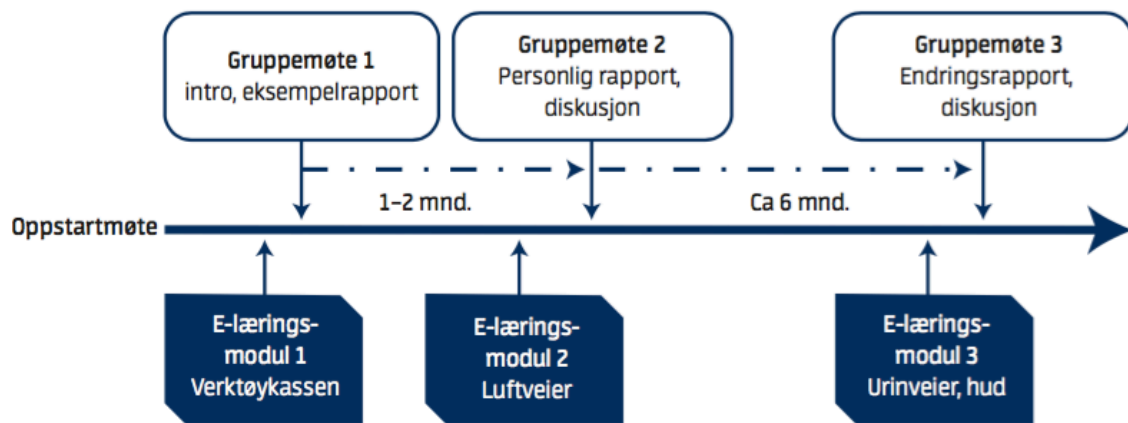 Gruppemøte 1
intro, eksempelrapport
Gruppemøte 2
Personlig rapport,
diskusjon
Gruppemøte 3
Endringsrapport,
diskusjon
1–2 mnd.
Ca 6 mnd.
Oppstartmøte
E-lærings-
modul 1
Verktøykassen
E-lærings-
modul 2
Luftveier
E-lærings-
modul 3
Urinveier, hud